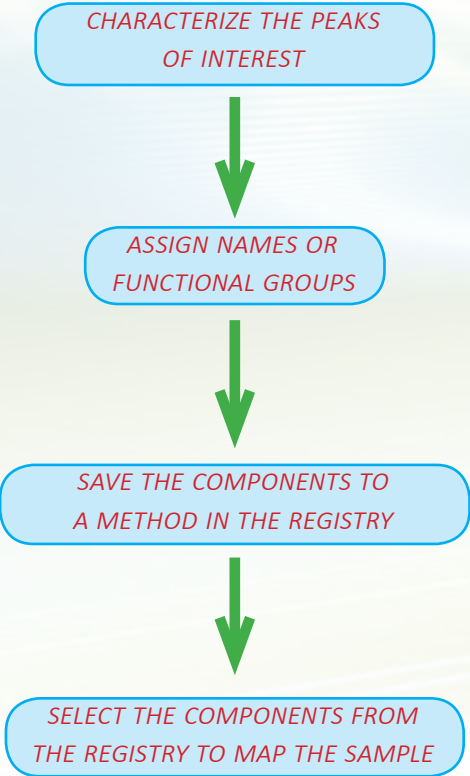 CHARACTERIZE THE PEAKS
OF INTEREST
ASSIGN NAMES OR
FUNCTIONAL GROUPS
SAVE THE COMPONENTS TO
A METHOD IN THE REGISTRY
SELECT THE COMPONENTS FROM
THE REGISTRY TO MAP THE SAMPLE